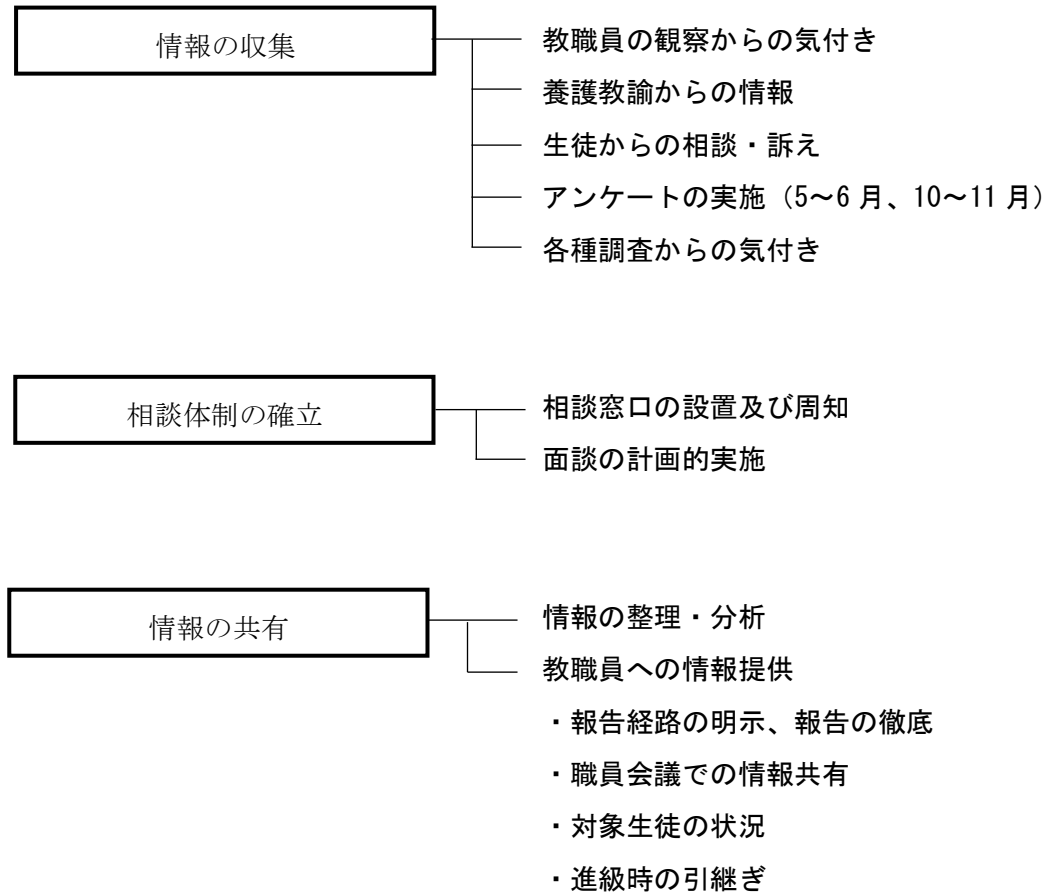 情報の収集
教職員の観察からの気付き
養護教諭からの情報
生徒からの相談・訴え
アンケートの実施（5～6 月、10～11 月）
各種調査からの気付き
相談体制の確立
相談窓口の設置及び周知
面談の計画的実施
情報の共有
情報の整理・分析
教職員への情報提供
・報告経路の明示、報告の徹底
・職員会議での情報共有
・対象生徒の状況
・進級時の引継ぎ